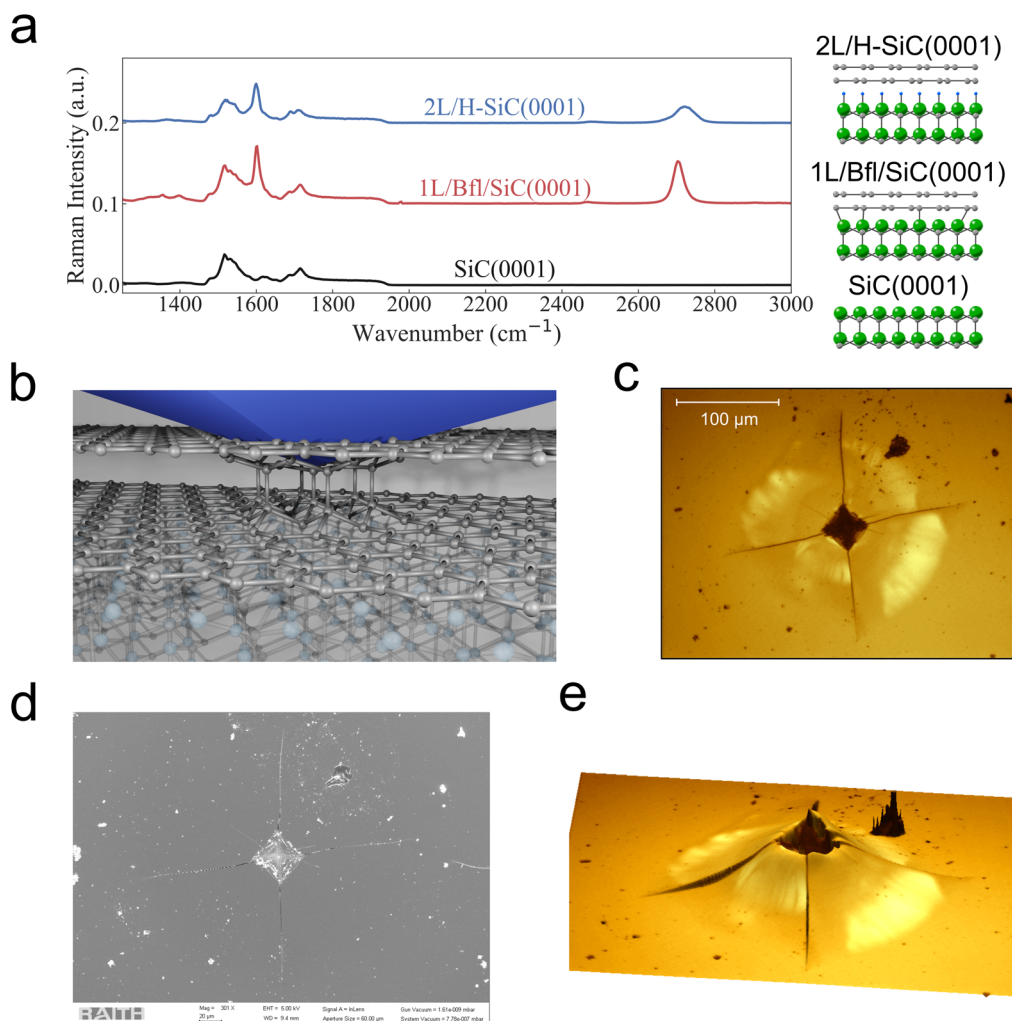 a
Raman Intensity (a.u.)
0.2
0.1
0.0
2L/H-SiC(0001)
1L/Bfl/SiC(0001)
SiC(0001)
1400 1600 1800 2000 2200 2400 2600 2800 3000
Wavenumber (cm⁻¹)
2L/H-SiC(0001)
1L/Bfl/SiC(0001)
SiC(0001)
b
c
100 μm
d
RAITH
Mag = 301 X
20 μm
EHT = 5.00 kV
WD = 9.4 mm
Signal A = InLens
Aperture Size = 60.00 μm
Gun Vacuum = 1.61e-009 mbar
System Vacuum = 7.78e-007 mbar
e